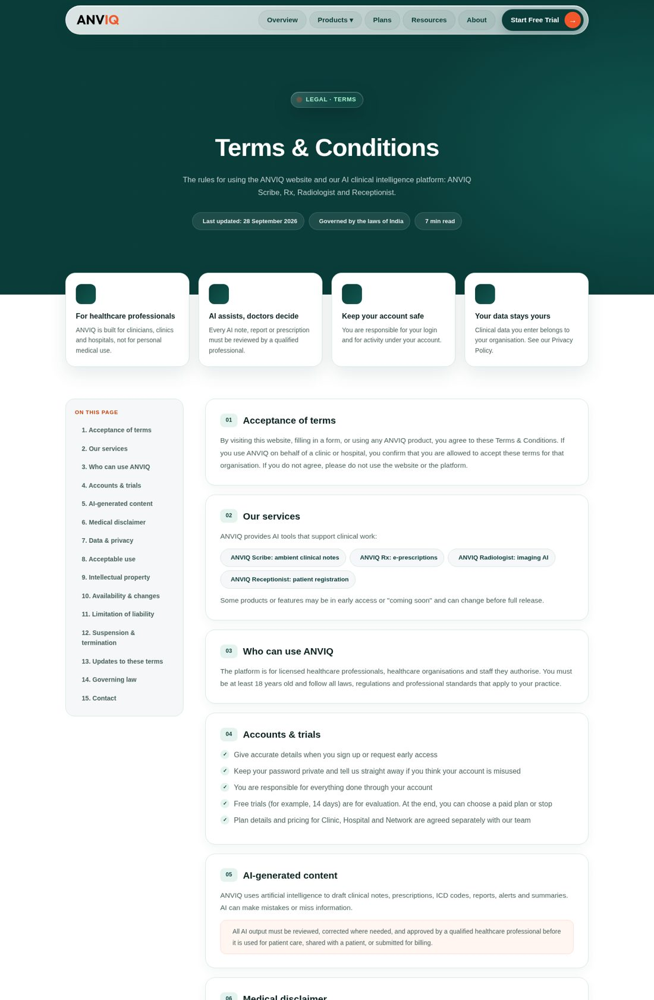 ANVIQ
Overview
Products ▾
Plans
Resources
About
Start Free Trial →
LEGAL · TERMS
Terms & Conditions
The rules for using the ANVIQ website and our AI clinical intelligence platform: ANVIQ
Scribe, Rx, Radiologist and Receptionist.
Last updated: 28 September 2026
Governed by the laws of India
7 min read
For healthcare professionals
ANVIQ is built for clinicians, clinics
and hospitals, not for personal
medical use.
AI assists, doctors decide
Every AI note, report or prescription
must be reviewed by a qualified
professional.
Keep your account safe
You are responsible for your login
and for activity under your account.
Your data stays yours
Clinical data you enter belongs to
your organisation. See our Privacy
Policy.
ON THIS PAGE
1. Acceptance of terms
2. Our services
3. Who can use ANVIQ
4. Accounts & trials
5. AI-generated content
6. Medical disclaimer
7. Data & privacy
8. Acceptable use
9. Intellectual property
10. Availability & changes
11. Limitation of liability
12. Suspension &
termination
13. Updates to these terms
14. Governing law
15. Contact
01 Acceptance of terms
By visiting this website, filling in a form, or using any ANVIQ product, you agree to these Terms & Conditions. If
you use ANVIQ on behalf of a clinic or hospital, you confirm that you are allowed to accept these terms for that
organisation. If you do not agree, please do not use the website or the platform.
02 Our services
ANVIQ provides AI tools that support clinical work:
ANVIQ Scribe: ambient clinical notes
ANVIQ Rx: e-prescriptions
ANVIQ Radiologist: imaging AI
ANVIQ Receptionist: patient registration
Some products or features may be in early access or "coming soon" and can change before full release.
03 Who can use ANVIQ
The platform is for licensed healthcare professionals, healthcare organisations and staff they authorise. You must
be at least 18 years old and follow all laws, regulations and professional standards that apply to your practice.
04 Accounts & trials
✓ Give accurate details when you sign up or request early access
✓ Keep your password private and tell us straight away if you think your account is misused
✓ You are responsible for everything done through your account
✓ Free trials (for example, 14 days) are for evaluation. At the end, you can choose a paid plan or stop
✓ Plan details and pricing for Clinic, Hospital and Network are agreed separately with our team
05 AI-generated content
ANVIQ uses artificial intelligence to draft clinical notes, prescriptions, ICD codes, reports, alerts and summaries.
AI can make mistakes or miss information.
All AI output must be reviewed, corrected where needed, and approved by a qualified healthcare professional before
it is used for patient care, shared with a patient, or submitted for billing.
06 Medical disclaimer